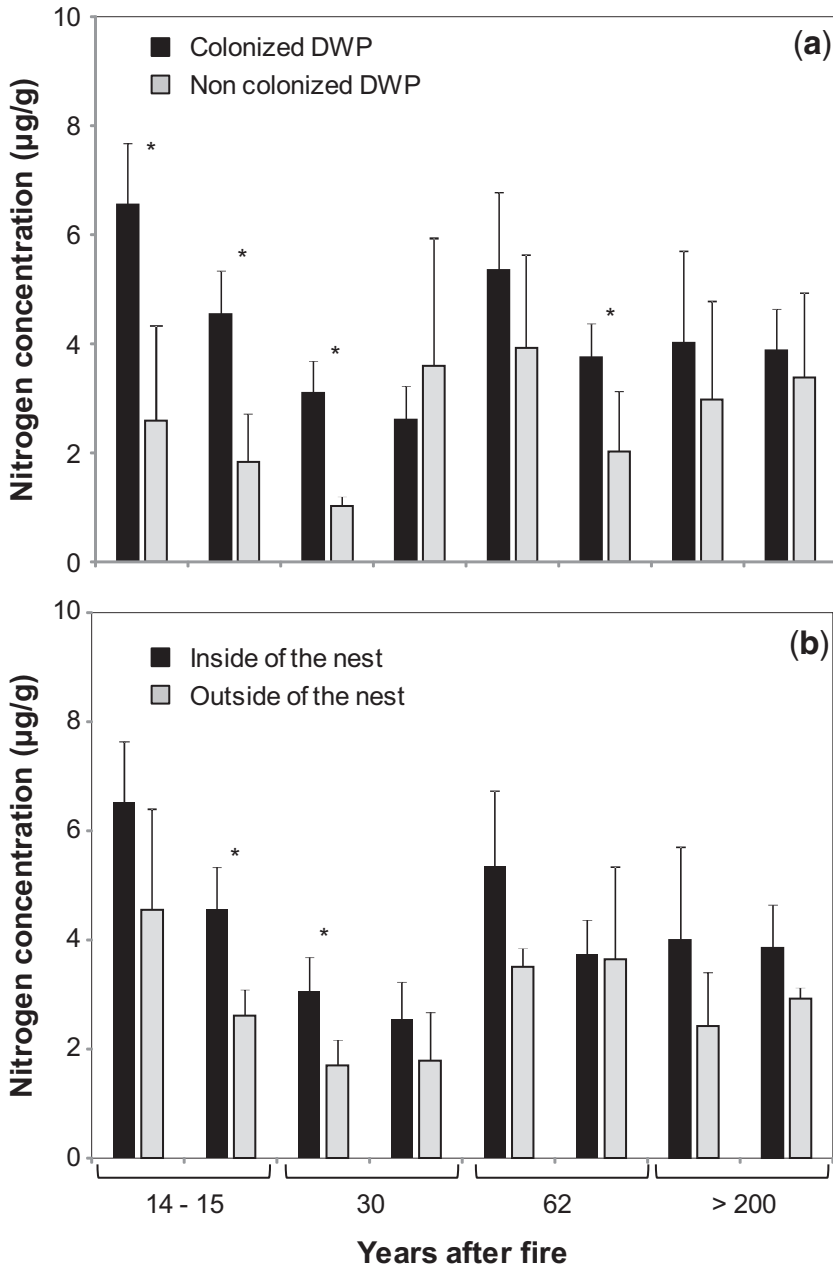 10
8
6
4
2
0
Nitrogen concentration (µg/g)
Colonized DWP
Non colonized DWP
(a)
*
*
*
*
10
8
6
4
2
0
Nitrogen concentration (µg/g)
Inside of the nest
Outside of the nest
(b)
*
*
14 - 15 30 62 > 200
Years after fire